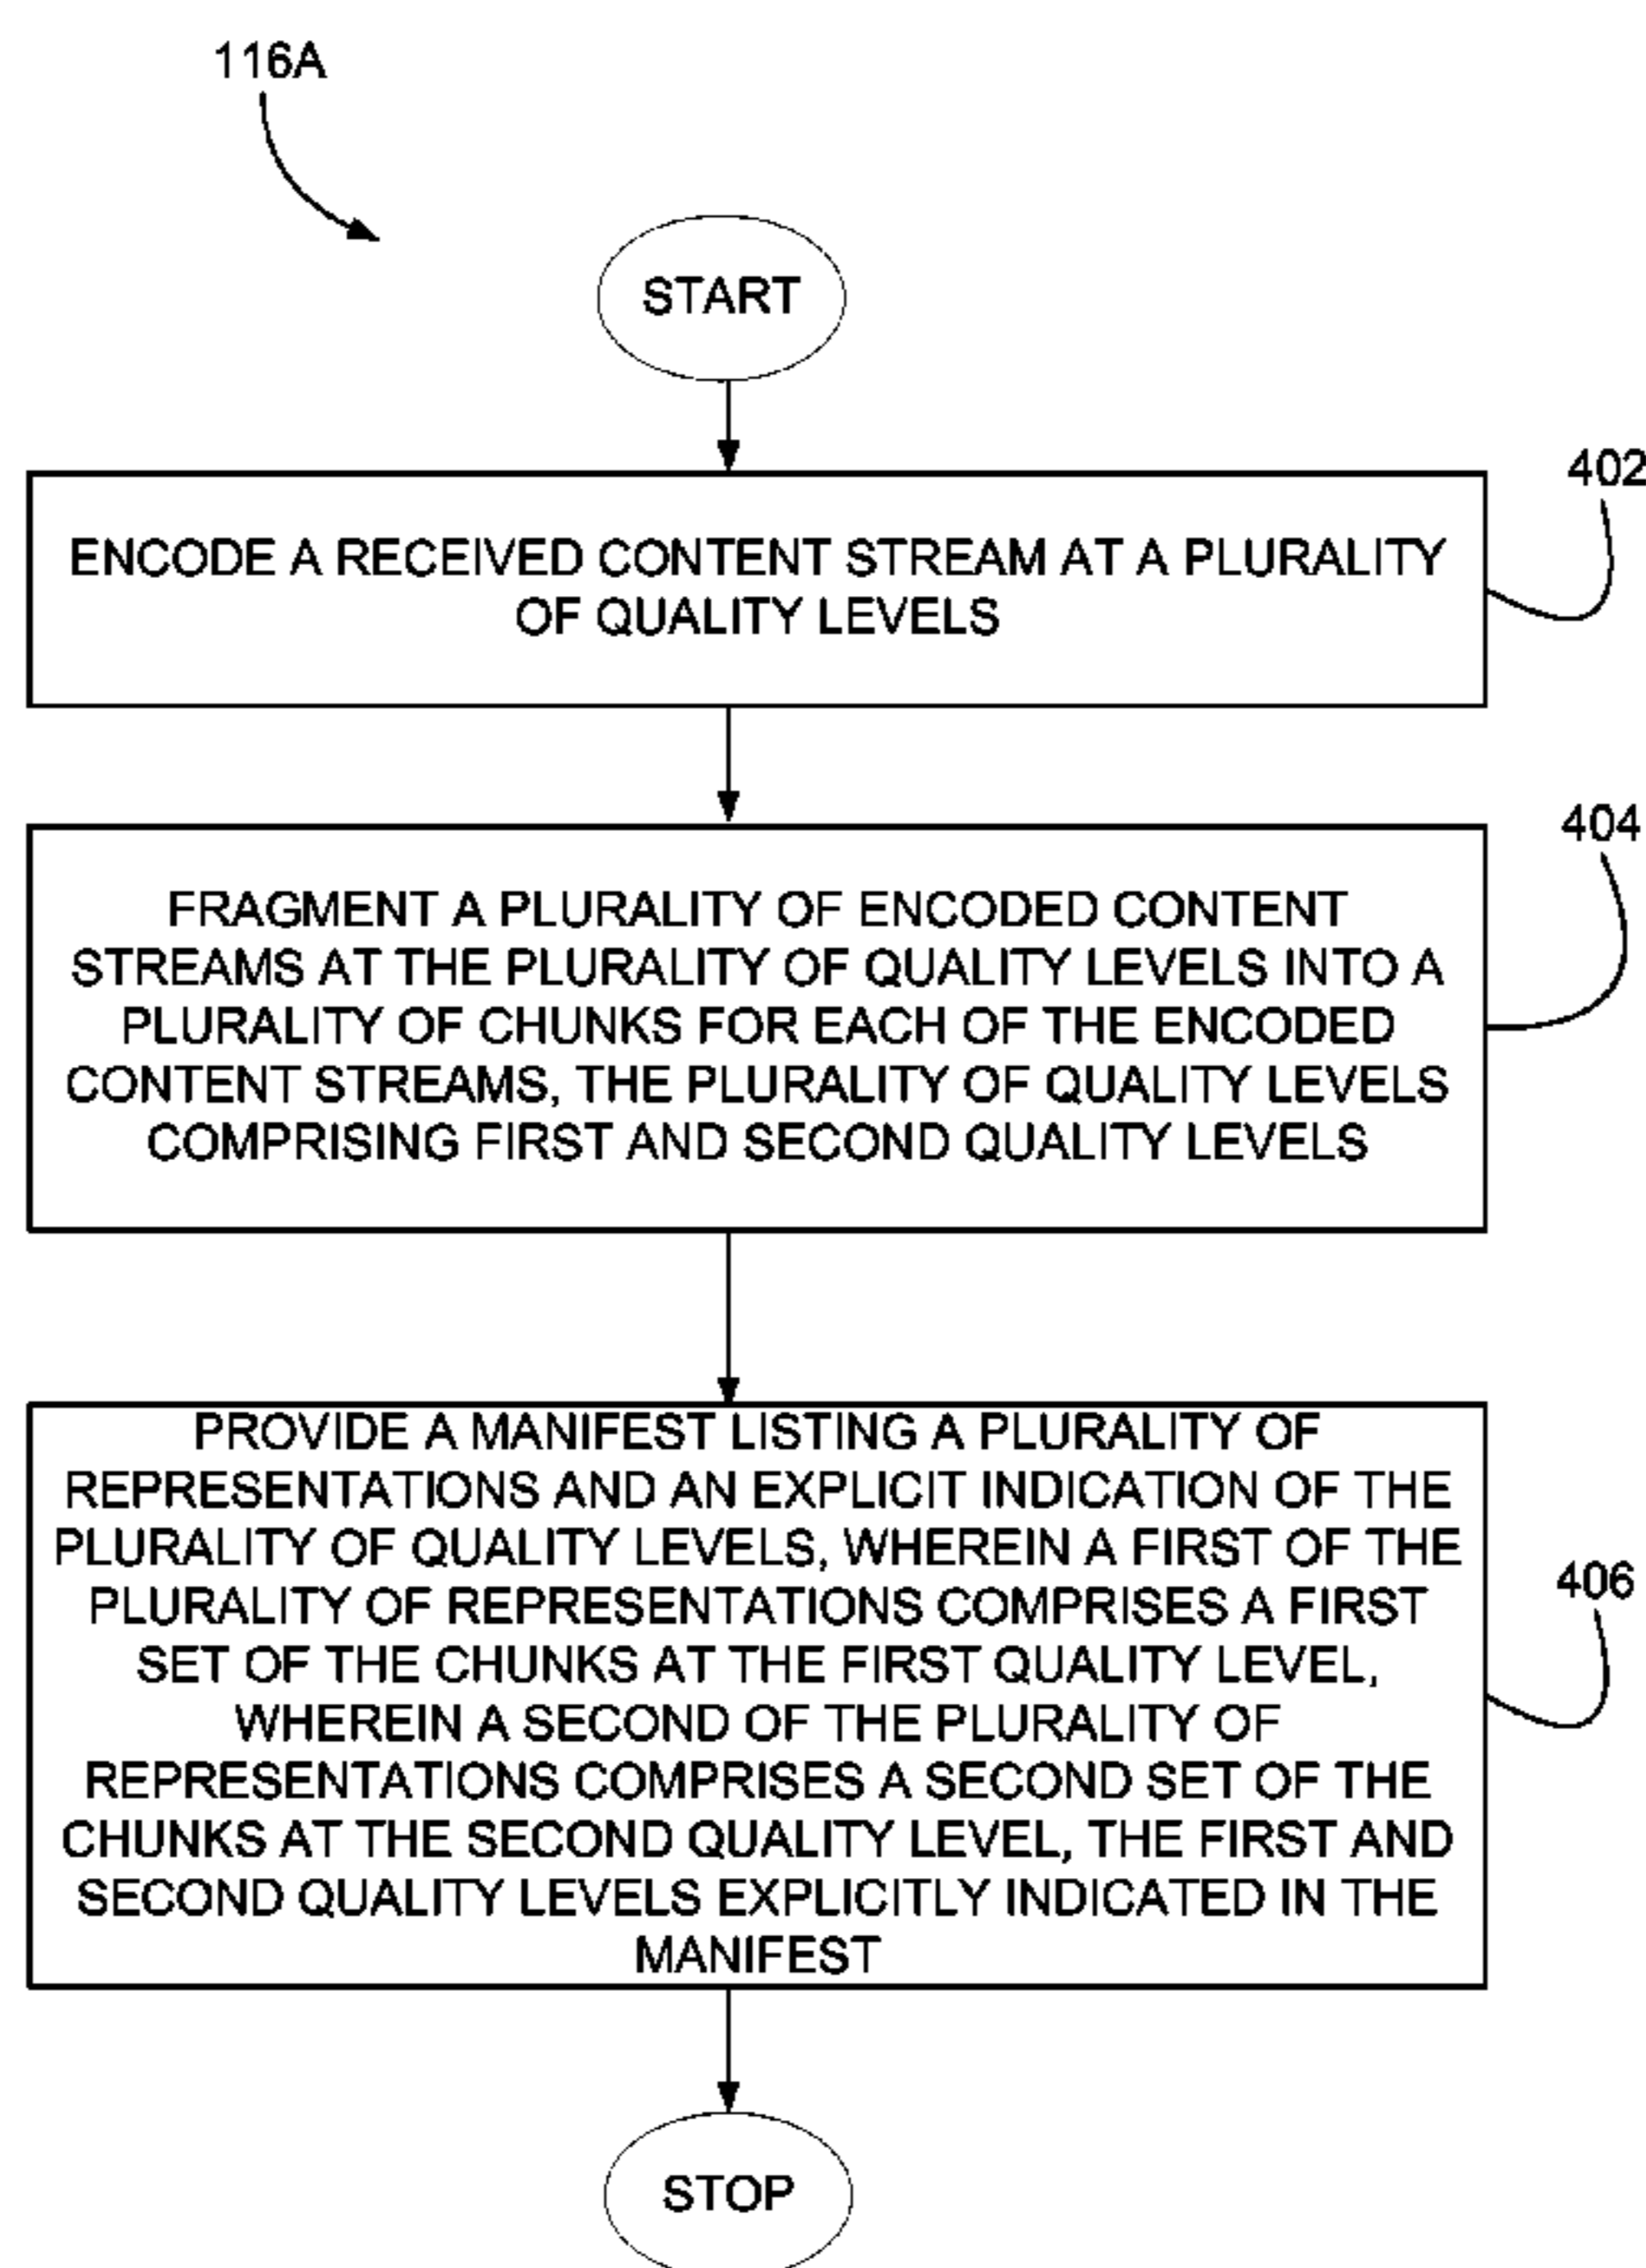 116A
START
402
ENCODE A RECEIVED CONTENT STREAM AT A PLURALITY
OF QUALITY LEVELS
404
FRAGMENT A PLURALITY OF ENCODED CONTENT
STREAMS AT THE PLURALITY OF QUALITY LEVELS INTO A
PLURALITY OF CHUNKS FOR EACH OF THE ENCODED
CONTENT STREAMS, THE PLURALITY OF QUALITY LEVELS
COMPRISING FIRST AND SECOND QUALITY LEVELS
406
PROVIDE A MANIFEST LISTING A PLURALITY OF
REPRESENTATIONS AND AN EXPLICIT INDICATION OF THE
PLURALITY OF QUALITY LEVELS, WHEREIN A FIRST OF THE
PLURALITY OF REPRESENTATIONS COMPRISES A FIRST
SET OF THE CHUNKS AT THE FIRST QUALITY LEVEL,
WHEREIN A SECOND OF THE PLURALITY OF
REPRESENTATIONS COMPRISES A SECOND SET OF THE
CHUNKS AT THE SECOND QUALITY LEVEL, THE FIRST AND
SECOND QUALITY LEVELS EXPLICITLY INDICATED IN THE
MANIFEST
STOP